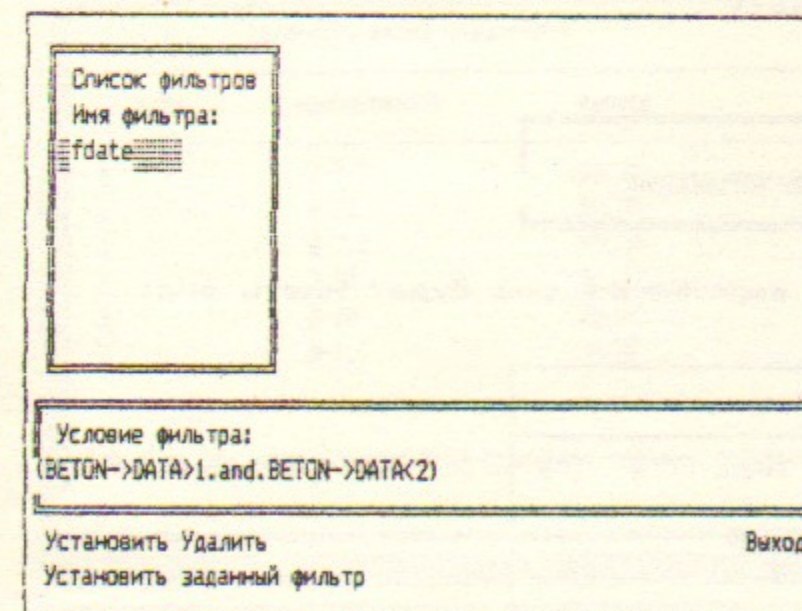 Список фильтров
Имя фильтра:
fdate
Условие фильтра:
(BETON->DATA>1.and.BETON->DATA<2)
Установить Удалить Выход
Установить заданный фильтр